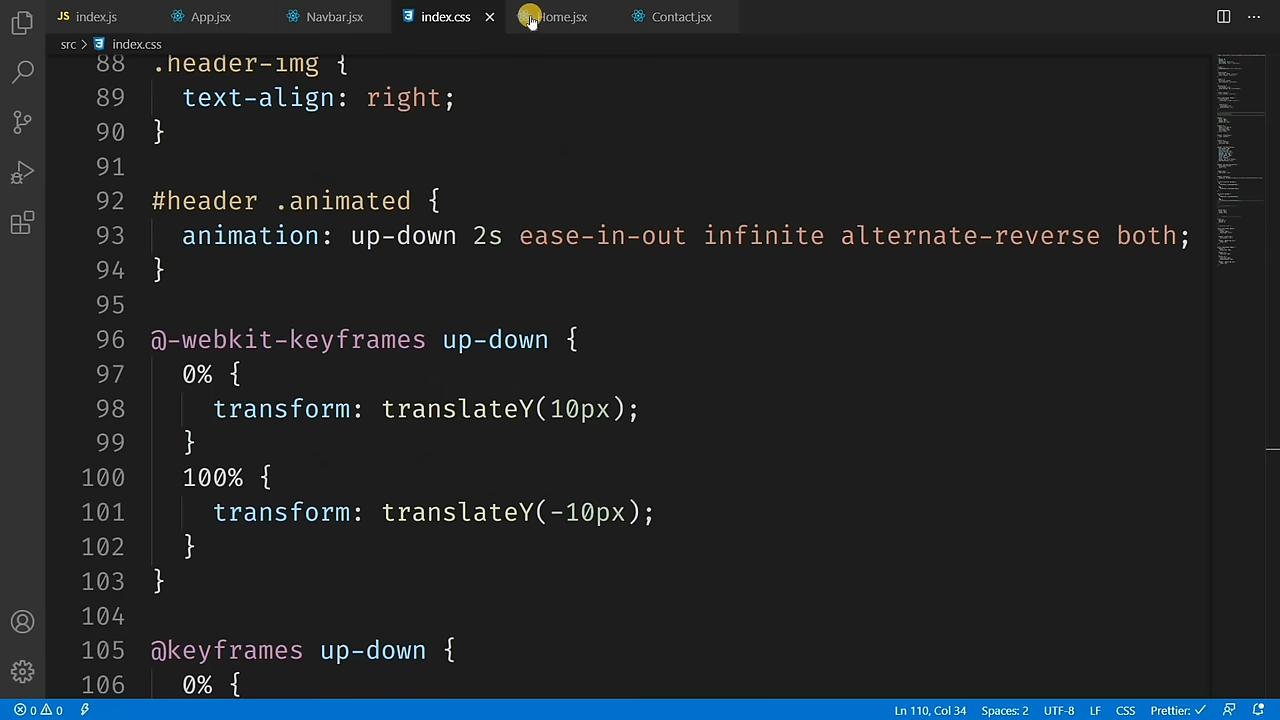 JS index.js App.jsx Navbar.jsx index.css Home.jsx Contact.jsx
src > index.css
88 .header-img {
89 text-align: right;
90 }
91
92 #header .animated {
93 animation: up-down 2s ease-in-out infinite alternate-reverse both;
94 }
95
96 @-webkit-keyframes up-down {
97 0% {
98 transform: translateY(10px);
99 }
100 100% {
101 transform: translateY(-10px);
102 }
103 }
104
105 @keyframes up-down {
106 0% {
0 0 Ln 110, Col 34 Spaces: 2 UTF-8 LF CSS Prettier: ✓